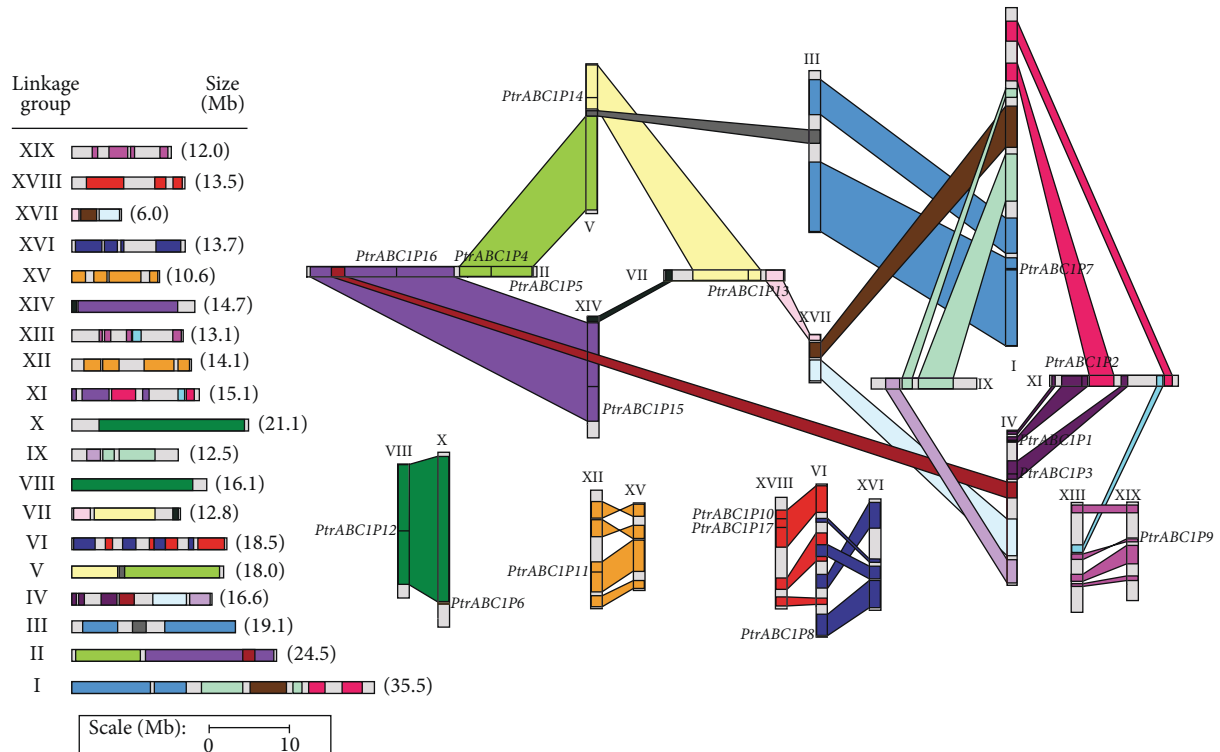 Linkage group
Size (Mb)
XIX (12.0)
XVIII (13.5)
XVII (6.0)
XVI (13.7)
XV (10.6)
XIV (14.7)
XIII (13.1)
XII (14.1)
XI (15.1)
X (21.1)
IX (12.5)
VIII (16.1)
VII (12.8)
VI (18.5)
V (18.0)
IV (16.6)
III (19.1)
II (24.5)
I (35.5)
Scale (Mb):
0 10
III
PtrABC1P14
V
PtrABC1P16
PtrABC1P4
II
PtrABC1P5
VII
PtrABC1P13
PtrABC1P7
XIV
XVII
I
PtrABC1P2
IX
XI
PtrABC1P15
IV
PtrABC1P1
PtrABC1P3
VIII
X
PtrABC1P12
PtrABC1P6
XII
XV
PtrABC1P11
XVIII
VI
XVI
PtrABC1P10
PtrABC1P17
PtrABC1P8
XIII
XIX
PtrABC1P9